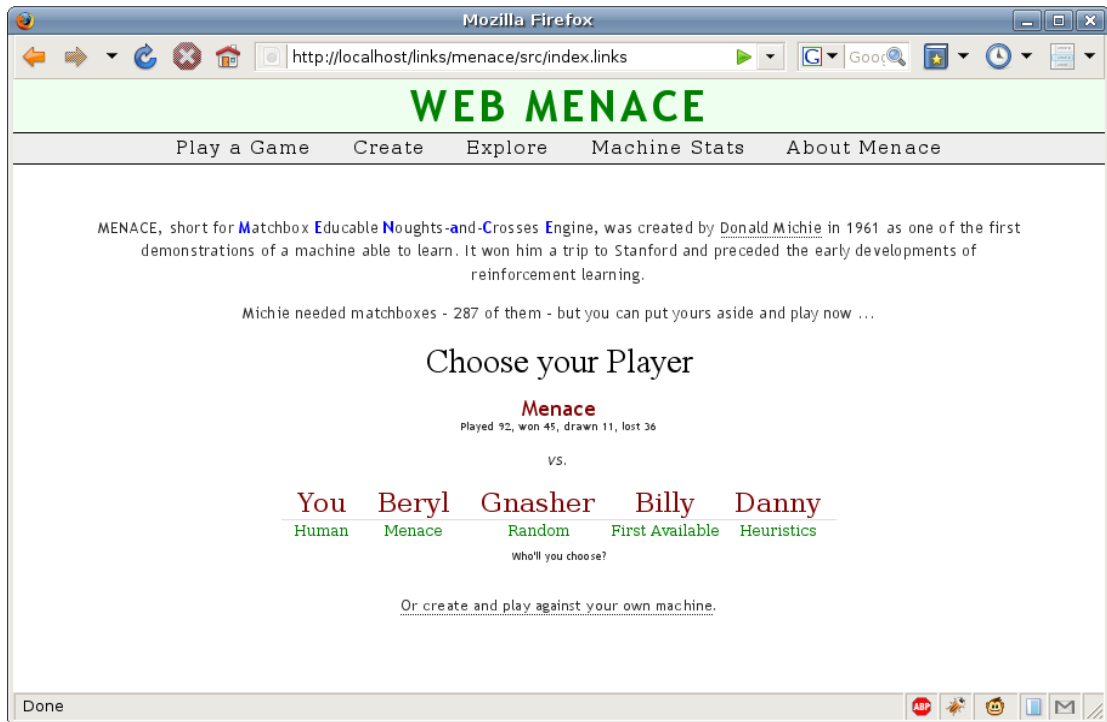 Mozilla Firefox
http://localhost/links/menace/src/index.links
G
WEB MENACE
Play a Game Create Explore Machine Stats About Menace
MENACE, short for Matchbox Educable Noughts-and-Crosses Engine, was created by Donald Michie in 1961 as one of the first
demonstrations of a machine able to learn. It won him a trip to Stanford and preceded the early developments of
reinforcement learning.
Michie needed matchboxes - 287 of them - but you can put yours aside and play now ...
Choose your Player
Menace
Played 92, won 45, drawn 11, lost 36
vs.
You Beryl Gnasher Billy Danny
Human Menace Random First Available Heuristics
Who'll you choose?
Or create and play against your own machine.
Done ABP